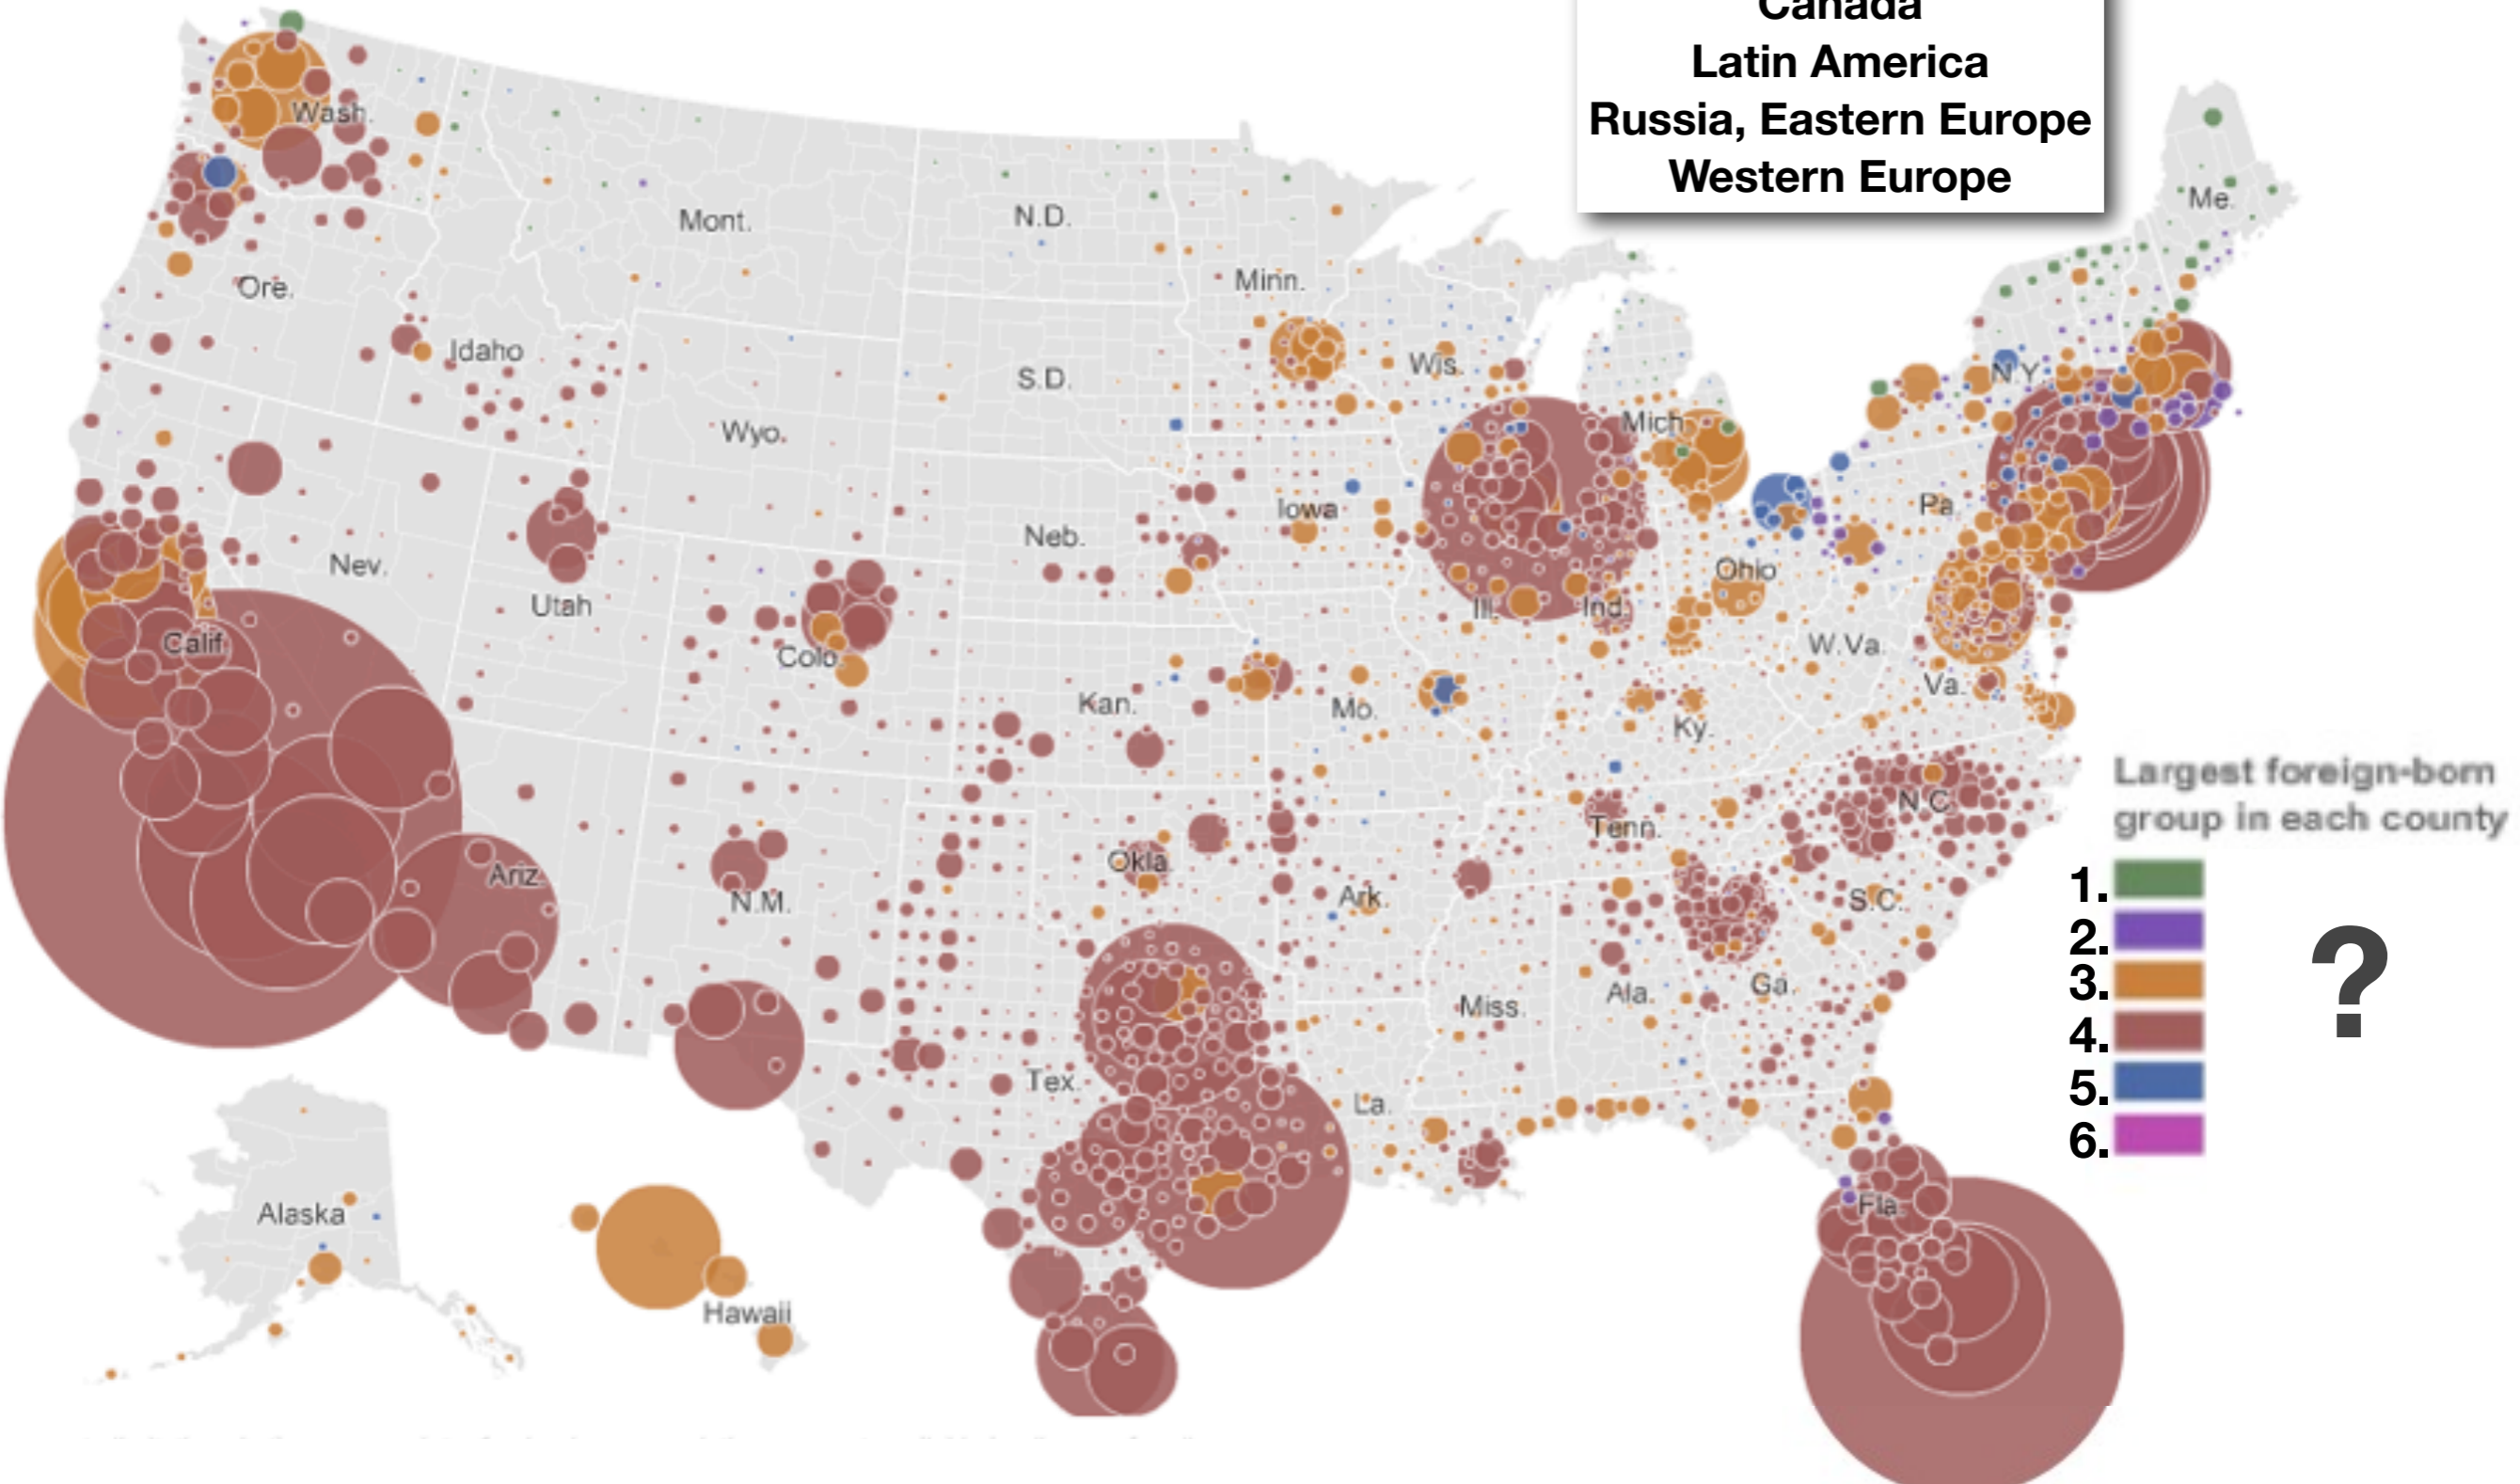 Canada
Latin America
Russia, Eastern Europe
Western Europe
Wash.
Mont.
N.D.
Minn.
Me.
Ore.
Idaho
S.D.
Wis.
N.Y.
Wyo.
Mich
Iowa
Pa.
Nev.
Neb.
Ohio
Utah
Ill.
Ind.
Calif.
Colo.
W.Va.
Kan.
Mo.
Va.
Ky.
Largest foreign-born
group in each county
N.C.
Tenn.
Okla.
Ariz.
N.M.
Ark.
S.C.
1.
2.
3.
4.
5.
6.
?
Miss.
Ala.
Ga.
Tex.
La.
Alaska
Fla.
Hawaii